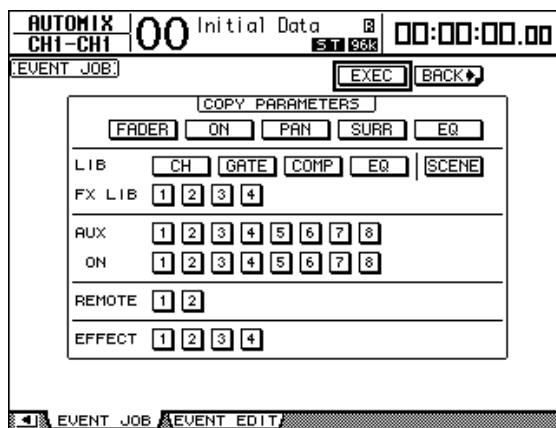 AUTOMIX
CH1-CH1
00 Initial Data R
ST 96K
00:00:00.00
EVENT JOB
EXEC BACK
COPY PARAMETERS
FADER ON PAN SURR EQ
LIB CH GATE COMP EQ SCENE
FX LIB 1 2 3 4
AUX 1 2 3 4 5 6 7 8
ON 1 2 3 4 5 6 7 8
REMOTE 1 2
EFFECT 1 2 3 4
EVENT JOB EVENT EDIT